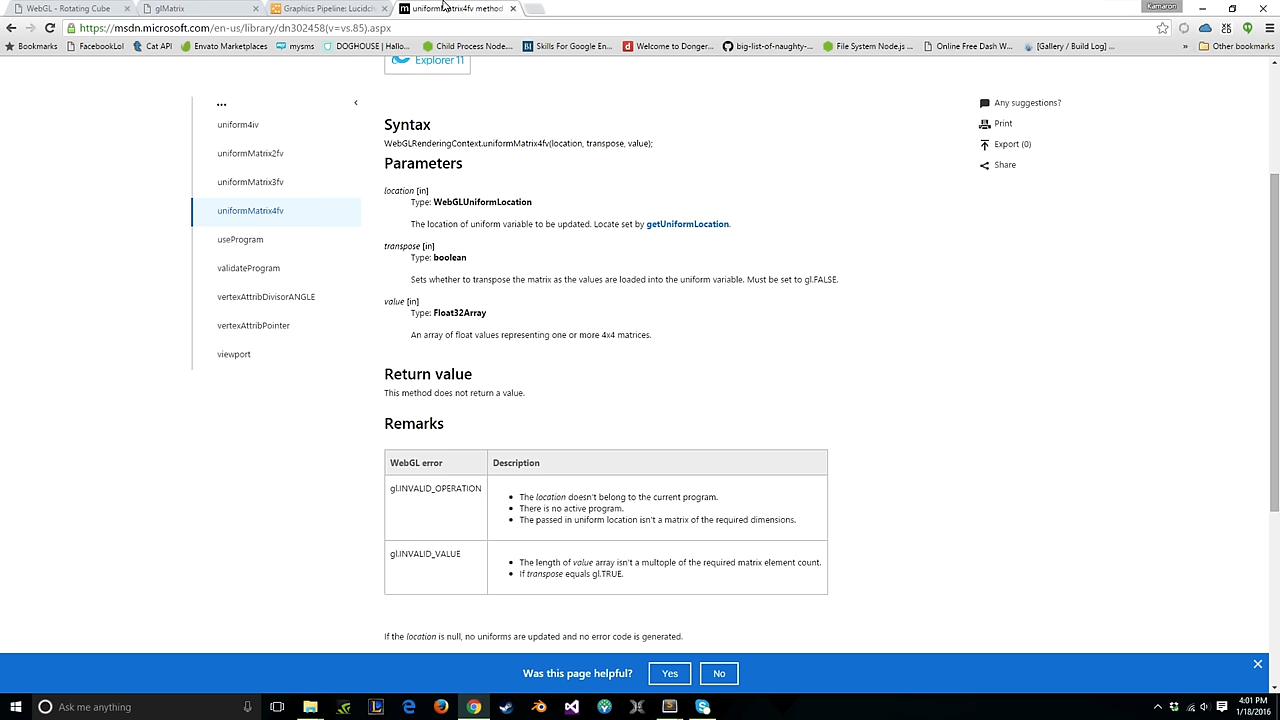 WebGL - Rotating Cube
glMatrix
Graphics Pipeline: Lucidch
uniformMatrix4fv method
Kamaron
https://msdn.microsoft.com/en-us/library/dn302458(v=vs.85).aspx
Bookmarks
FacebookLol
Cat API
Envato Marketplaces
mysms
DOGHOUSE | Hallo...
Child Process Node....
Skills For Google En...
Welcome to Donger...
big-list-of-naughty-...
File System Node.js ...
Online Free Dash W...
[Gallery / Build Log] ...
»
Other bookmarks
Explorer 11
...
uniform4iv
uniformMatrix2fv
uniformMatrix3fv
uniformMatrix4fv
useProgram
validateProgram
vertexAttribDivisorANGLE
vertexAttribPointer
viewport
Syntax
WebGLRenderingContext.uniformMatrix4fv(location, transpose, value);
Parameters
location [in]
Type: WebGLUniformLocation
The location of uniform variable to be updated. Locate set by getUniformLocation.
transpose [in]
Type: boolean
Sets whether to transpose the matrix as the values are loaded into the uniform variable. Must be set to gl.FALSE.
value [in]
Type: Float32Array
An array of float values representing one or more 4x4 matrices.
Return value
This method does not return a value.
Remarks
WebGL error
Description
gl.INVALID_OPERATION
• The location doesn't belong to the current program.
• There is no active program.
• The passed in uniform location isn't a matrix of the required dimensions.
gl.INVALID_VALUE
• The length of value array isn't a multople of the required matrix element count.
• If transpose equals gl.TRUE.
If the location is null, no uniforms are updated and no error code is generated.
Any suggestions?
Print
Export (0)
Share
Was this page helpful?
Yes
No
Ask me anything
4:01 PM
1/18/2016